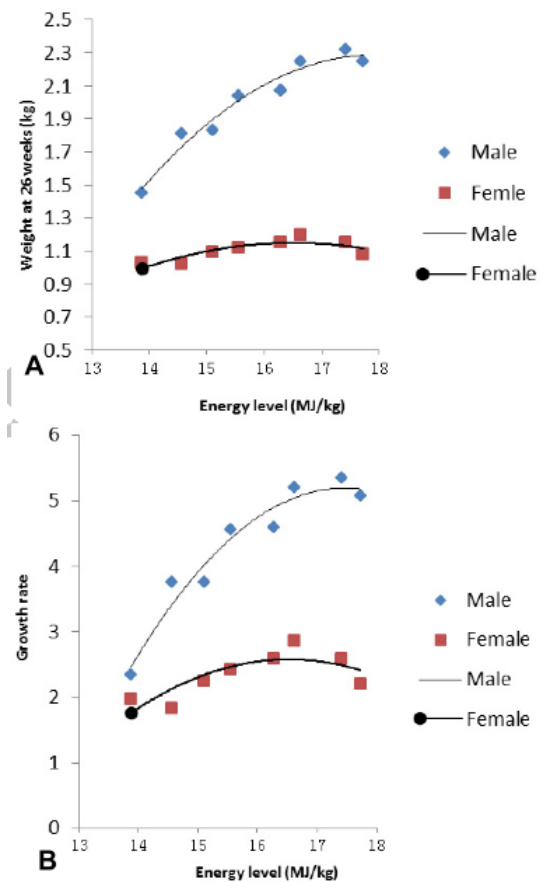 2.5
2.3
2.1
1.9
1.7
1.5
1.3
1.1
0.9
0.7
0.5
Weight at 26 weeks (kg)
Male
Femle
Male
Female
13 14 15 16 17 18
A
Energy level (MJ/kg)
6
5
4
3
2
1
0
Growth rate
Male
Female
Male
Female
13 14 15 16 17 18
B
Energy level (MJ/kg)